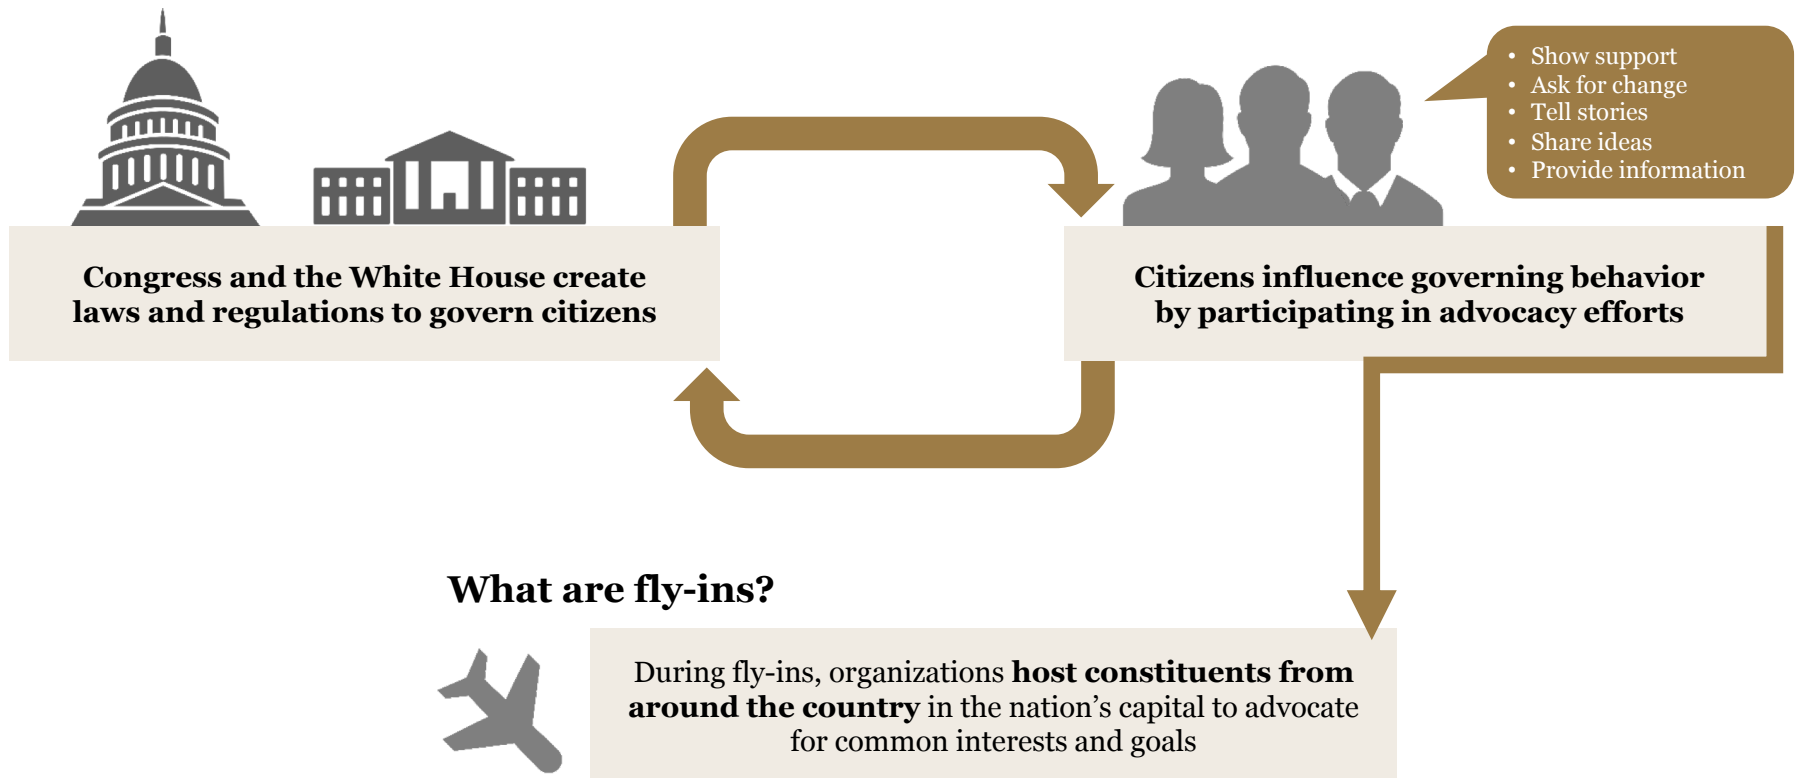 • Show support
• Ask for change
• Tell stories
• Share ideas
• Provide information
Congress and the White House create
laws and regulations to govern citizens
Citizens influence governing behavior
by participating in advocacy efforts
What are fly-ins?
During fly-ins, organizations host constituents from
around the country in the nation’s capital to advocate
for common interests and goals